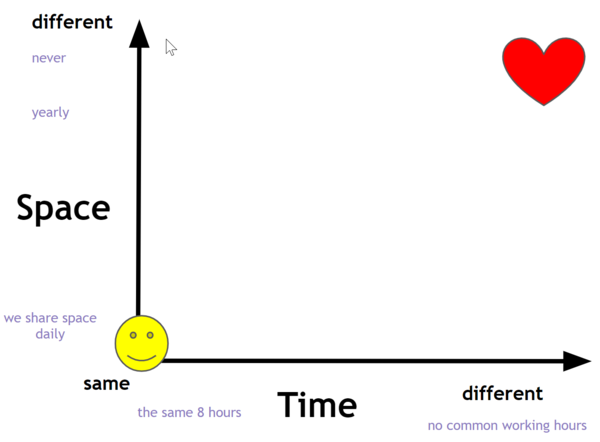 different
never
yearly
Space
we share space
daily
same
Time
different
the same 8 hours
no common working hours